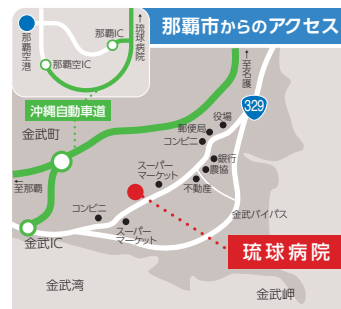 那覇市からのアクセス
那覇空港
那覇IC
那覇空IC
↑琉球病院
沖縄自動車道
金武町
↑至名護
329
役場
郵便局
コンビニ
銀行
農協
不動産
スーパー
マーケット
←至那覇
コンビニ
スーパー
マーケット
金武バイパス
金武IC
琉球病院
金武湾
金武岬